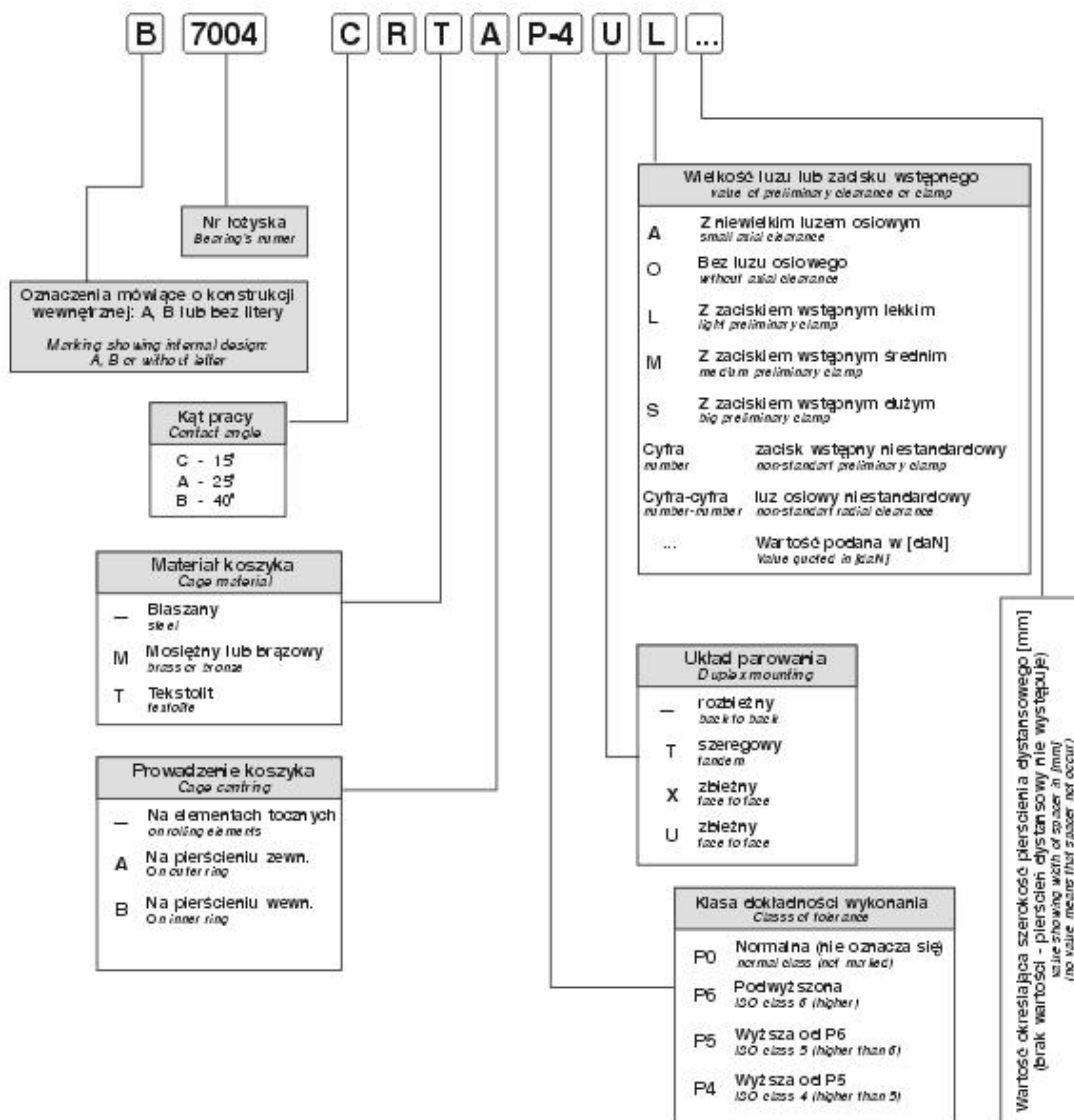 B 7004 C R T A P-4 U L ...
Nr łożyska
Bearing's numer
Oznaczenia mówiące o konstrukcji
wewnętrznej: A, B lub bez litery
Marking showing internal design:
A, B or without letter
Kąt pracy
Contact angle
C - 15°
A - 25°
B - 40°
Materiał koszyka
Cage material
— Blaszany
steel
M Mosiężny lub brązowy
brass or bronze
T Tekstolit
textolite
Prowadzenie koszyka
Cage cantring
— Na elementach tocznych
on rolling elements
A Na pierścieniu zewn.
On outer ring
B Na pierścieniu wewn.
On inner ring
Wielkość luzu lub zacisku wstępnego
value of preliminary clearance or clamp
A Z niewielkim luzem osiowym
small axial clearance
O Bez luzu osiowego
without axial clearance
L Z zaciskiem wstępnym lekkim
light preliminary clamp
M Z zaciskiem wstępnym średnim
medium preliminary clamp
S Z zaciskiem wstępnym dużym
big preliminary clamp
Cyfra zacisk wstępny niestandardowy
number non-standart preliminary clamp
Cyfra-cyfra luz osiowy niestandardowy
number-number non-standart radial clearance
... Wartość podana w [daN]
Value quoted in [daN]
Układ parowania
Duplex mounting
— rozbieżny
back to back
T szeregowy
tandem
X zbieżny
face to face
U zbieżny
face to face
Klasa dokładności wykonania
Classs of tolerance
P0 Normalna (nie oznacza się)
normal class (not marked)
P6 Podwyższona
ISO class 6 (higher)
P5 Wyższa od P6
ISO class 5 (higher than 6)
P4 Wyższa od P5
ISO class 4 (higher than 5)
Wartość określająca szerokość pierścienia dystansowego [mm]
(brak wartości - pierścień dystansowy nie występuje)
value showing width of spacer in [mm]
(no value means that spacer not occur)